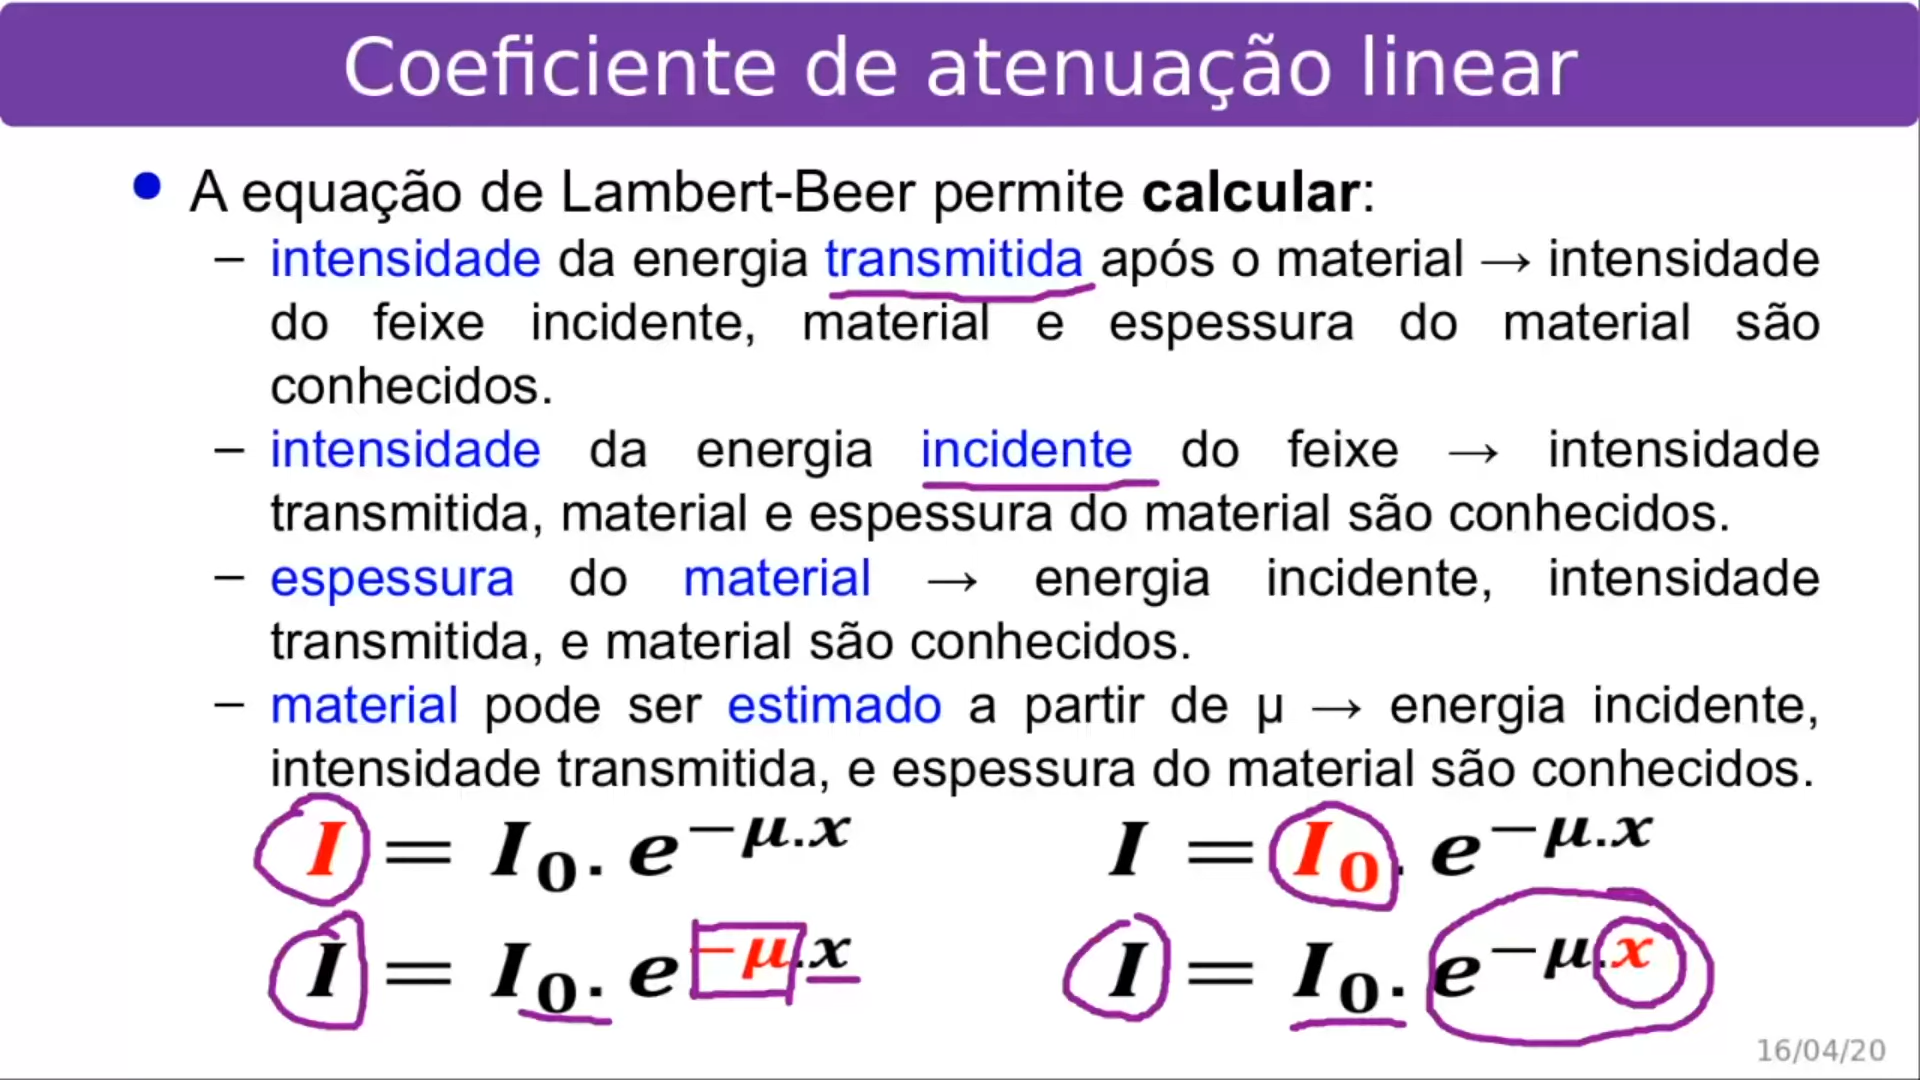 Coeficiente de atenuação linear
● A equação de Lambert-Beer permite calcular:
– intensidade da energia transmitida após o material → intensidade
do feixe incidente, material e espessura do material são
conhecidos.
– intensidade da energia incidente do feixe → intensidade
transmitida, material e espessura do material são conhecidos.
– espessura do material → energia incidente, intensidade
transmitida, e material são conhecidos.
– material pode ser estimado a partir de μ → energia incidente,
intensidade transmitida, e espessura do material são conhecidos.
I = I₀. e^{−μ.x} I = I₀. e^{−μ.x}
I = I₀. e^{−μ.x} I = I₀. e^{−μ.x}
16/04/20